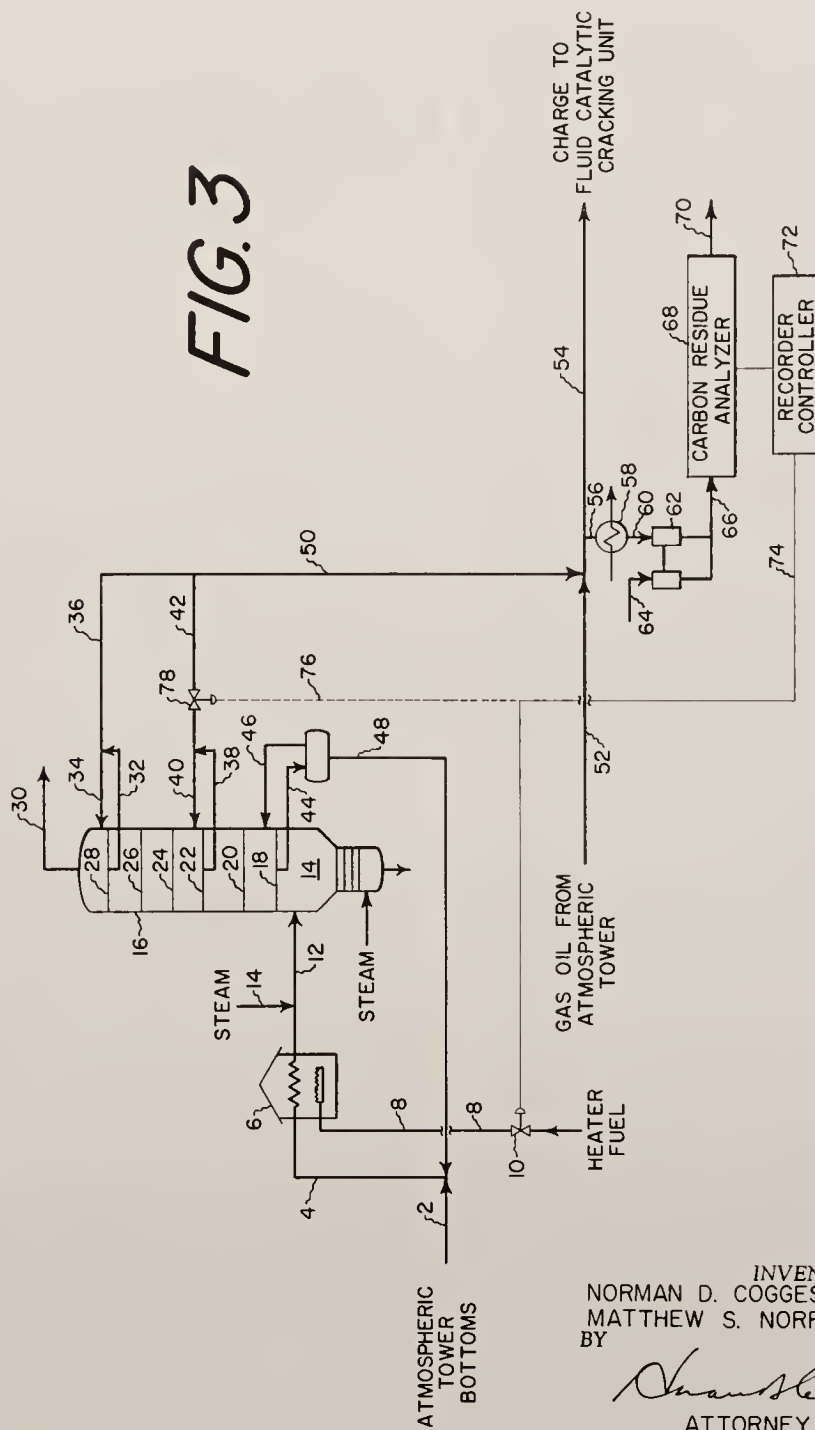 FIG. 3
30
36
34
32
28
26
24
22
20
18
14
16
42
78
40
38
46
44
48
50
76
STEAM
14
12
STEAM
6
8
8
10
HEATER
FUEL
4
2
ATMOSPHERIC
TOWER
BOTTOMS
GAS OIL FROM
ATMOSPHERIC
TOWER
52
54
CHARGE TO
FLUID CATALYTIC
CRACKING UNIT
56
58
60
62
64
66
68
CARBON RESIDUE
ANALYZER
70
72
RECORDER
CONTROLLER
74
INVEN
NORMAN D. COGGES
MATTHEW S. NOR
BY
ATTORNEY